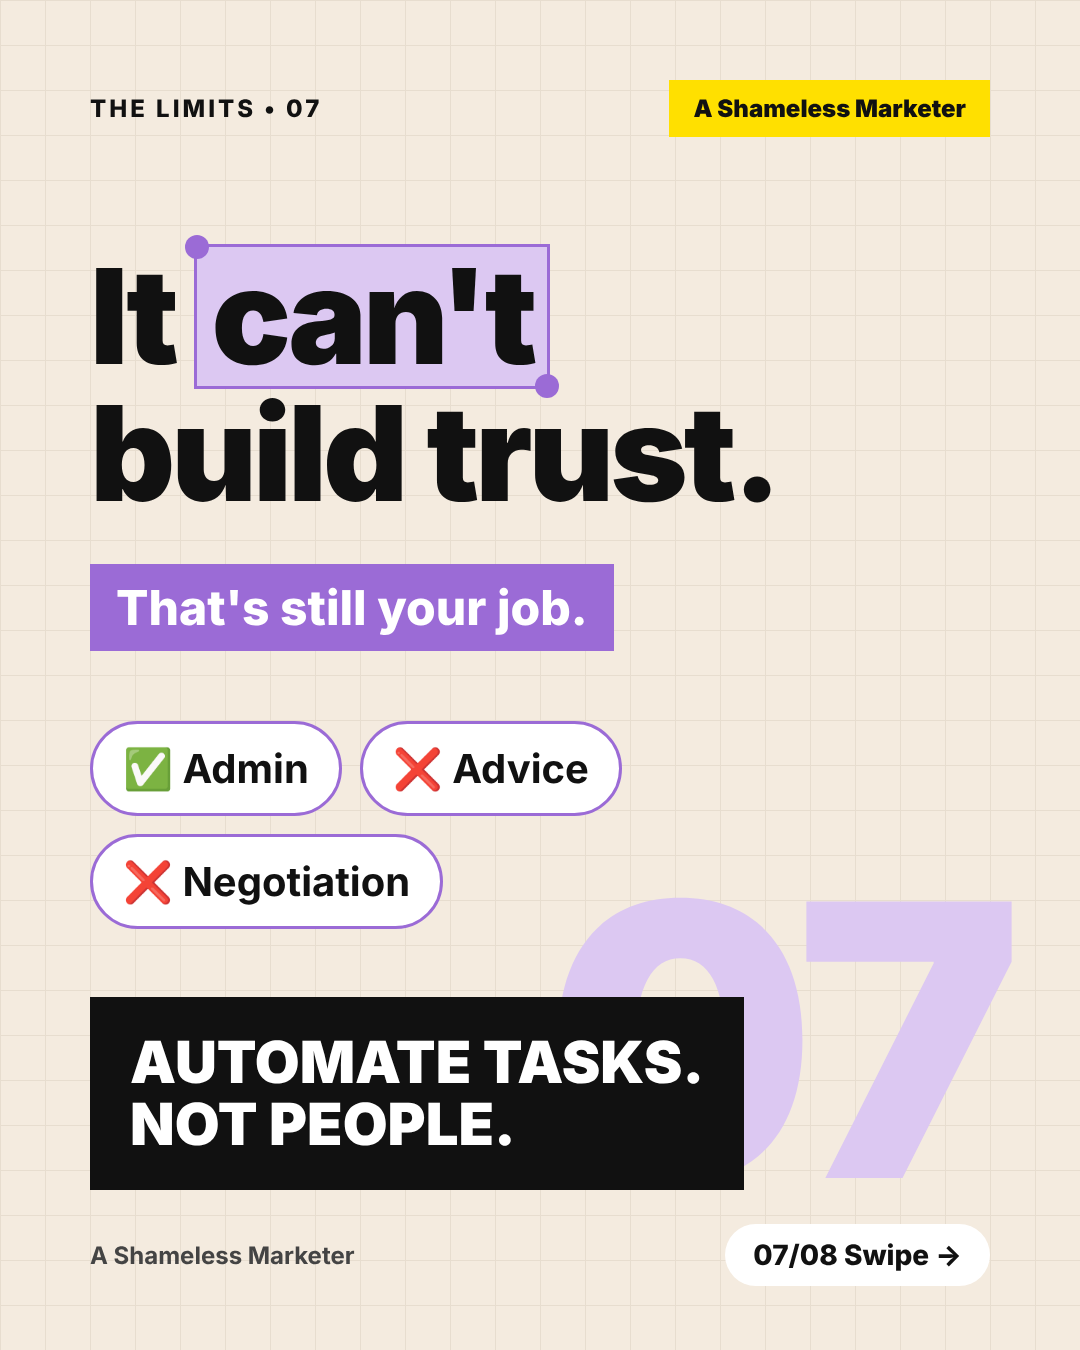 THE LIMITS • 07
A Shameless Marketer
It can't
build trust.
That's still your job.
✅ Admin
❌ Advice
❌ Negotiation
07
AUTOMATE TASKS.
NOT PEOPLE.
A Shameless Marketer
07/08 Swipe →